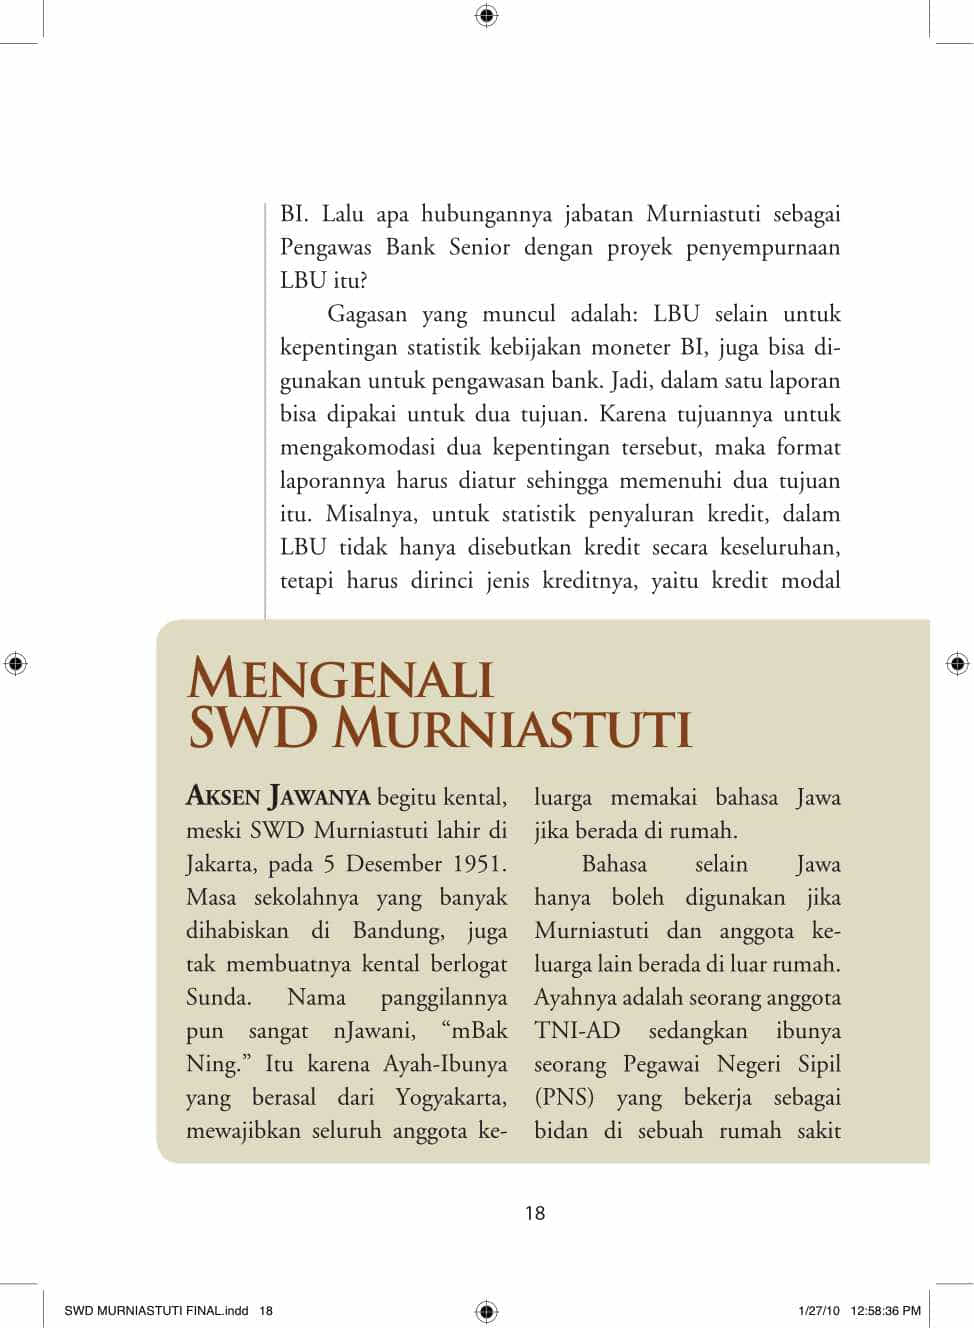 BI. Lalu apa hubungannya jabatan Murniastuti sebagai
Pengawas Bank Senior dengan proyek penyempurnaan
LBU itu?
Gagasan yang muncul adalah: LBU selain untuk
kepentingan statistik kebijakan moneter BI, juga bisa di-
gunakan untuk pengawasan bank. Jadi, dalam satu laporan
bisa dipakai untuk dua tujuan. Karena tujuannya untuk
mengakomodasi dua kepentingan tersebut, maka format
laporannya harus diatur sehingga memenuhi dua tujuan
itu. Misalnya, untuk statistik penyaluran kredit, dalam
LBU tidak hanya disebutkan kredit secara keseluruhan,
tetapi harus dirinci jenis kreditnya, yaitu kredit modal
MENGENALI
SWD MURNIASTUTI
AKSEN JAWANYA begitu kental,
meski SWD Murniastuti lahir di
Jakarta, pada 5 Desember 1951.
Masa sekolahnya yang banyak
dihabiskan di Bandung, juga
tak membuatnya kental berlogat
Sunda. Nama panggilannya
pun sangat nJawani, “mBak
Ning.” Itu karena Ayah-Ibunya
yang berasal dari Yogyakarta,
mewajibkan seluruh anggota ke-
luarga memakai bahasa Jawa
jika berada di rumah.
Bahasa selain Jawa
hanya boleh digunakan jika
Murniastuti dan anggota ke-
luarga lain berada di luar rumah.
Ayahnya adalah seorang anggota
TNI-AD sedangkan ibunya
seorang Pegawai Negeri Sipil
(PNS) yang bekerja sebagai
bidan di sebuah rumah sakit
18
SWD MURNIASTUTI FINAL.indd 18
1/27/10 12:58:36 PM